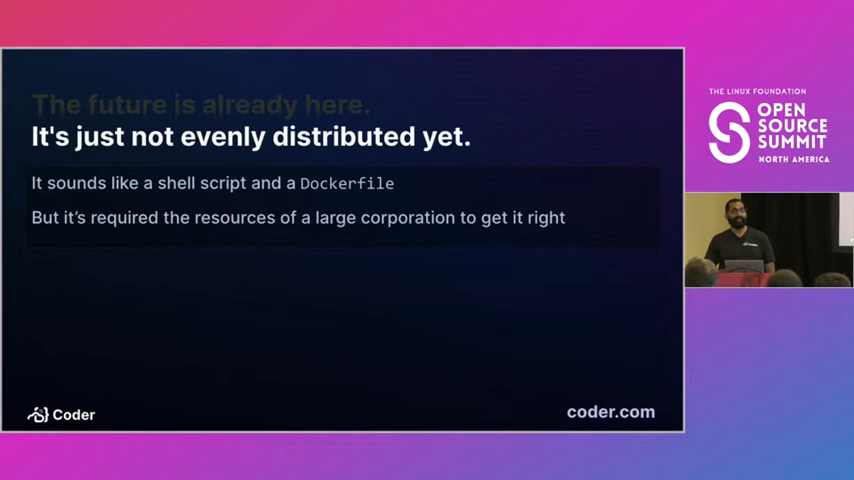 The future is already here.
It's just not evenly distributed yet.
It sounds like a shell script and a Dockerfile
But it's required the resources of a large corporation to get it right
Coder
coder.com
THE LINUX FOUNDATION
OPEN
SOURCE
SUMMIT
NORTH AMERICA